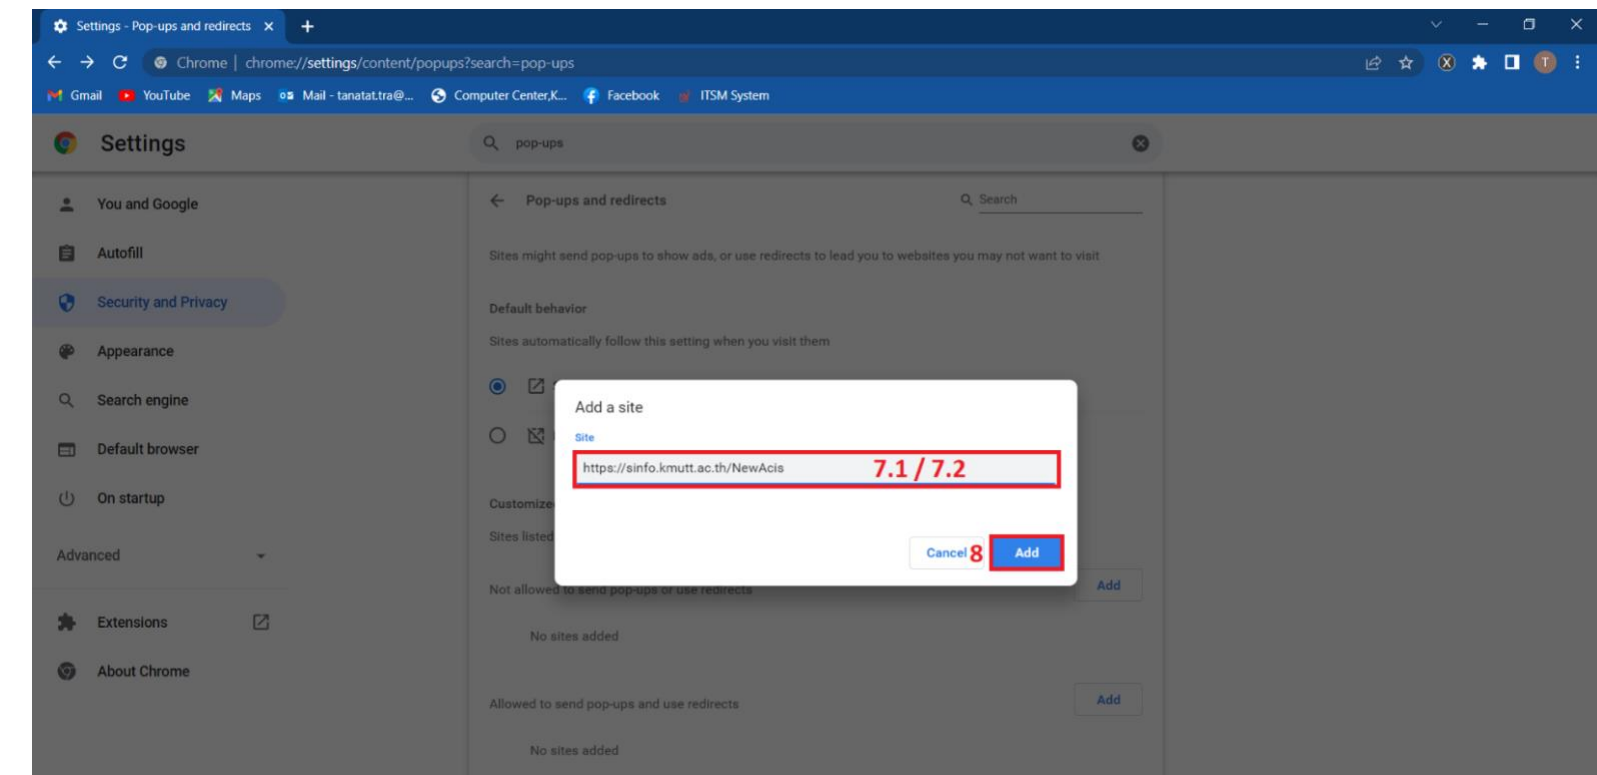 Settings - Pop-ups and redirects
Chrome | chrome://settings/content/popups?search=pop-ups
T
Gmail YouTube Maps Mail - tanatat.tra@... Computer Center,K... Facebook ITSM System
Settings
pop-ups
You and Google
Autofill
Security and Privacy
Appearance
Search engine
Default browser
On startup
Advanced
Extensions
About Chrome
Pop-ups and redirects
Search
Sites might send pop-ups to show ads, or use redirects to lead you to websites you may not want to visit
Default behavior
Sites automatically follow this setting when you visit them
Add a site
Site
https://sinfo.kmutt.ac.th/NewAcis 7.1 / 7.2
Cancel 8 Add
Customize
Sites listed
Not allowed to send pop-ups or use redirects Add
No sites added
Allowed to send pop-ups and use redirects Add
No sites added